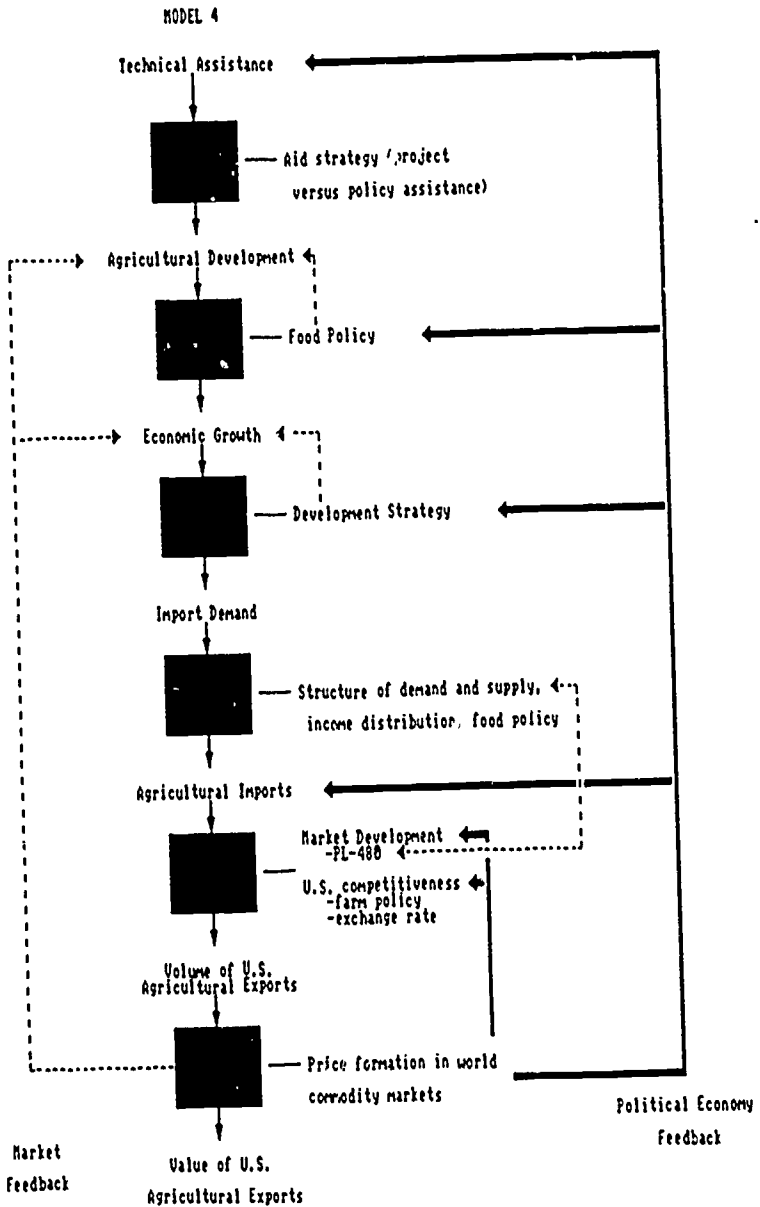 MODEL 4
Technical Assistance
Aid strategy (project
versus policy assistance)
Agricultural Development
Food Policy
Economic Growth
Development Strategy
Import Demand
Structure of demand and supply,
income distribution, food policy
Agricultural Imports
Market Development
-PL-480
U.S. competitiveness
-farm policy
-exchange rate
Volume of U.S.
Agricultural Exports
Price formation in world
commodity markets
Political Economy
Feedback
Market
Feedback
Value of U.S.
Agricultural Exports